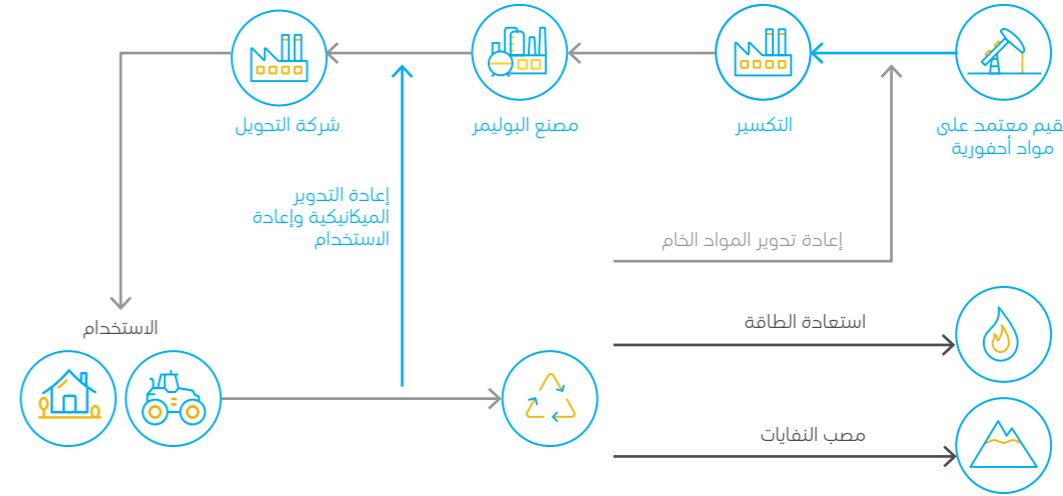 قيم معتمد على
مواد أحفورية
التكسير
مصنع البوليمر
شركة التحويل
إعادة التدوير
الميكانيكية وإعادة
الاستخدام
إعادة تدوير المواد الخام
الاستخدام
استعادة الطاقة
مصب النفايات